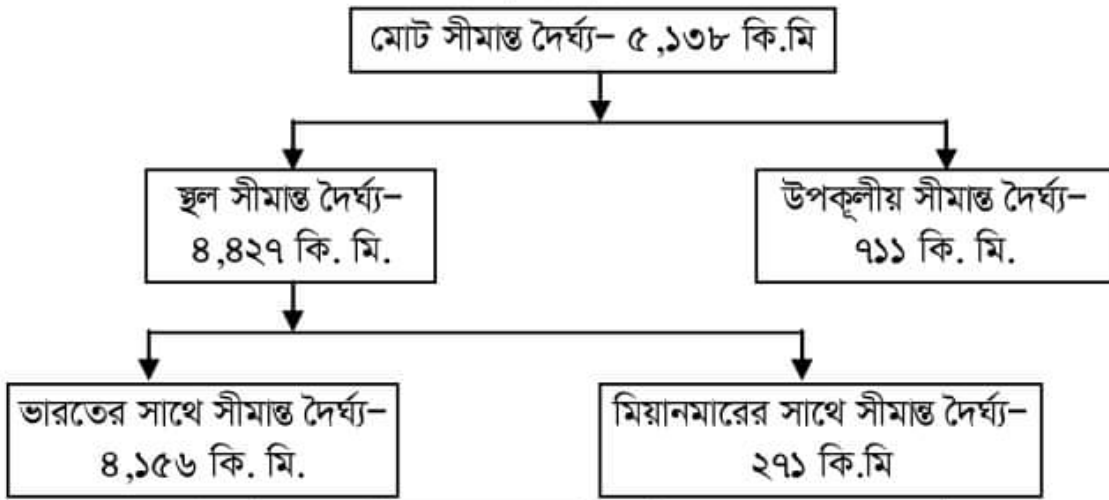 মোট সীমান্ত দৈর্ঘ্য– ৫,১৩৮ কি.মি
স্থল সীমান্ত দৈর্ঘ্য–
৪,৪২৭ কি. মি.
উপকূলীয় সীমান্ত দৈর্ঘ্য–
৭১১ কি. মি.
ভারতের সাথে সীমান্ত দৈর্ঘ্য–
৪,১৫৬ কি. মি.
মিয়ানমারের সাথে সীমান্ত দৈর্ঘ্য–
২৭১ কি.মি